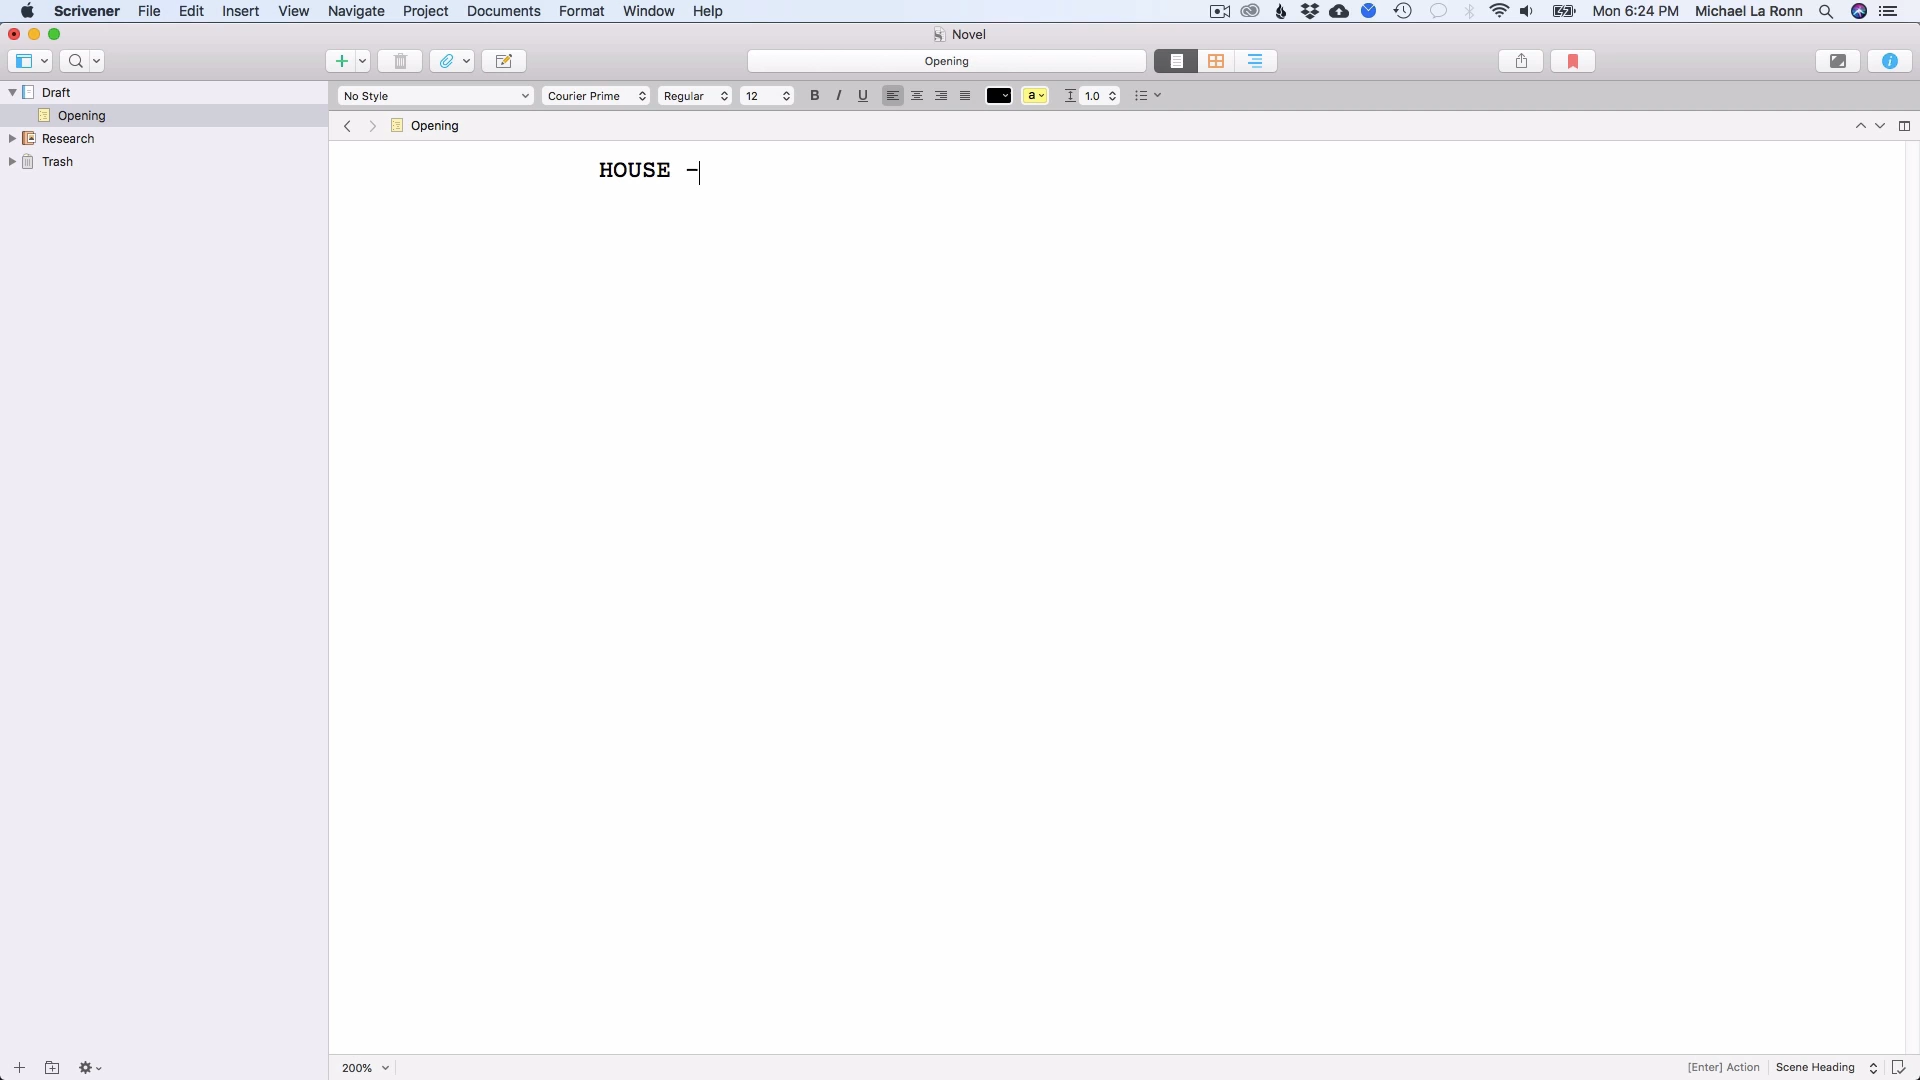 Scrivener File Edit Insert View Navigate Project Documents Format Window Help Mon 6:24 PM Michael La Ronn
Novel
Opening
Draft
Opening
Research
Trash
No Style Courier Prime Regular 12 B I U a 1.0
Opening
HOUSE -
200% [Enter] Action Scene Heading